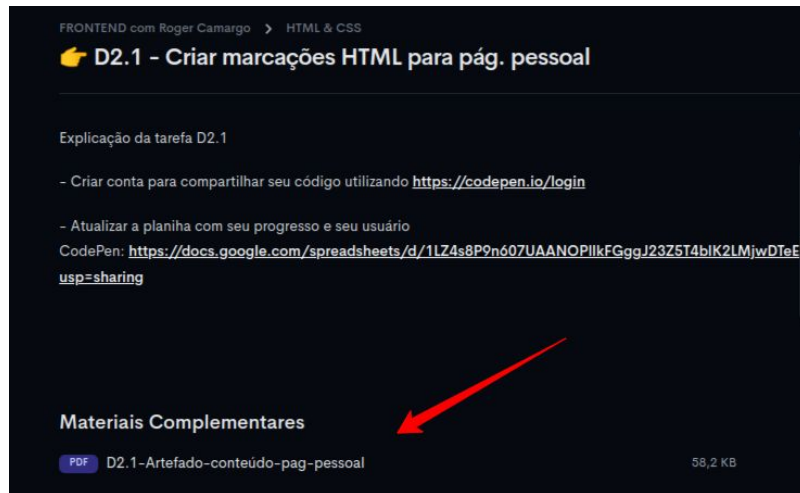 FRONTEND com Roger Camargo > HTML & CSS
👉 D2.1 - Criar marcações HTML para pág. pessoal
Explicação da tarefa D2.1
- Criar conta para compartilhar seu código utilizando https://codepen.io/login
- Atualizar a planiha com seu progresso e seu usuário
CodePen: https://docs.google.com/spreadsheets/d/1LZ4s8P9n607UAANOPIlkFGggJ23Z5T4blK2LMjwDTeE
usp=sharing
Materiais Complementares
PDF D2.1-Artefado-conteúdo-pag-pessoal 58,2 KB